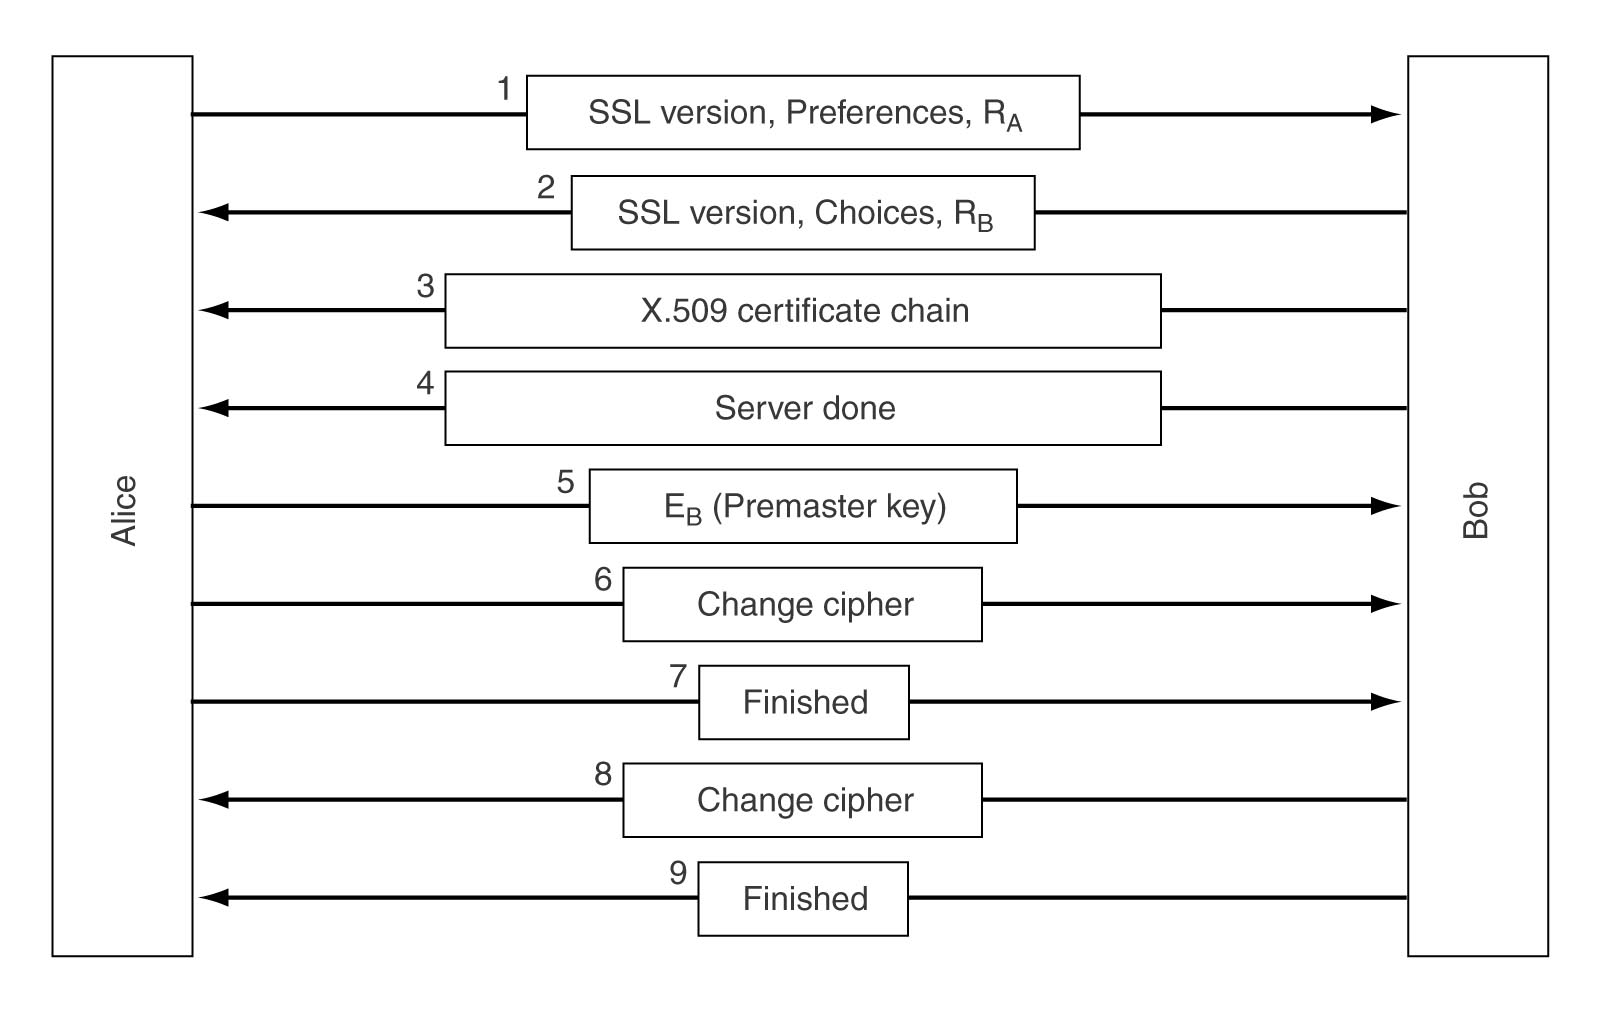 1
SSL version, Preferences, R_A
2
SSL version, Choices, R_B
3
X.509 certificate chain
4
Server done
Alice
5
E_B (Premaster key)
Bob
6
Change cipher
7
Finished
8
Change cipher
9
Finished